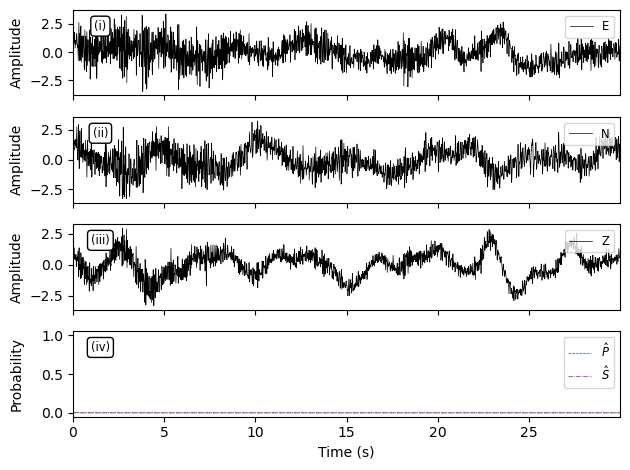 2.5
0.0
−2.5
Amplitude
(i)
E
2.5
0.0
−2.5
Amplitude
(ii)
N
2.5
0.0
−2.5
Amplitude
(iii)
Z
1.0
0.5
0.0
Probability
(iv)
P̂
Ŝ
0 5 10 15 20 25
Time (s)